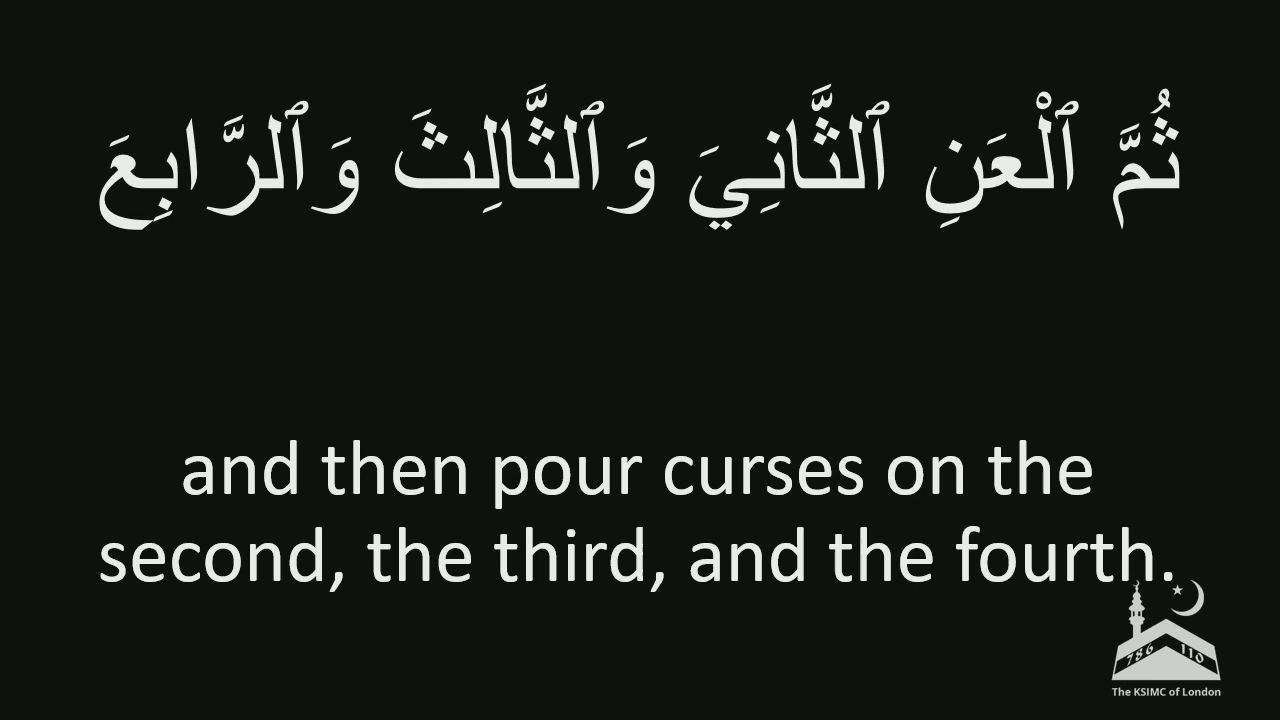 ثُمَّ ٱلْعَنِ ٱلثَّانِيَ وَٱلثَّالِثَ وَٱلرَّابِعَ
and then pour curses on the
second, the third, and the fourth.
786 110
The KSIMC of London